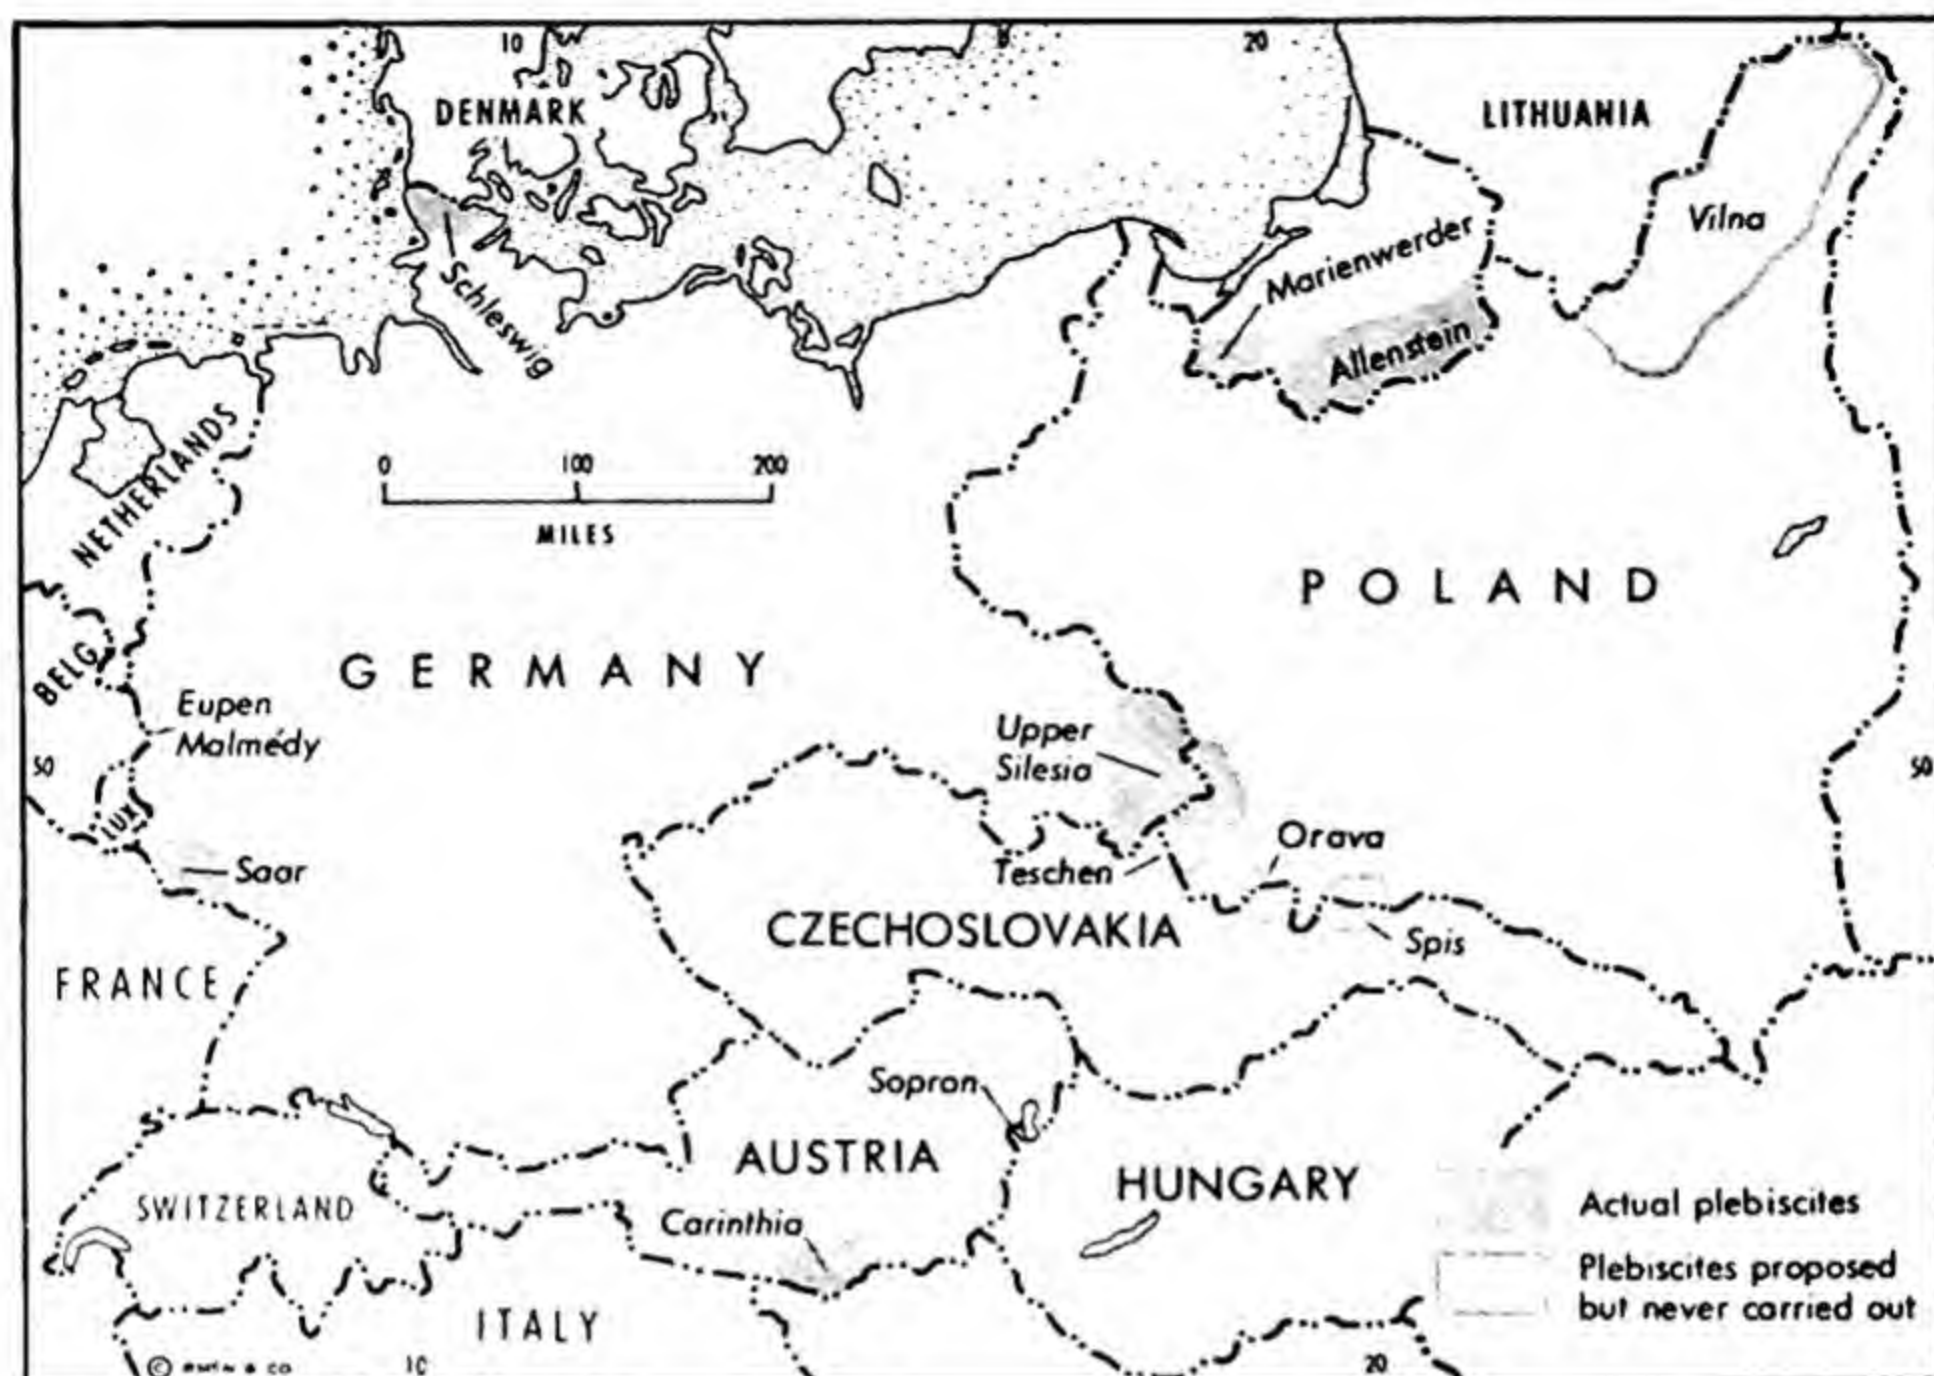 10
20
DENMARK
LITHUANIA
Vilna
Marienwerder
Schleswig
Allenstein
NETHERLANDS
0 100 200
MILES
POLAND
BELG.
GERMANY
Eupen
Malmédy
Upper
Silesia
50
50
LUX
Saar
Orava
Teschen
CZECHOSLOVAKIA
Spis
FRANCE
Sopron
AUSTRIA
HUNGARY
SWITZERLAND
Carinthia
Actual plebiscites
Plebiscites proposed
but never carried out
ITALY
©
& CO
10
20